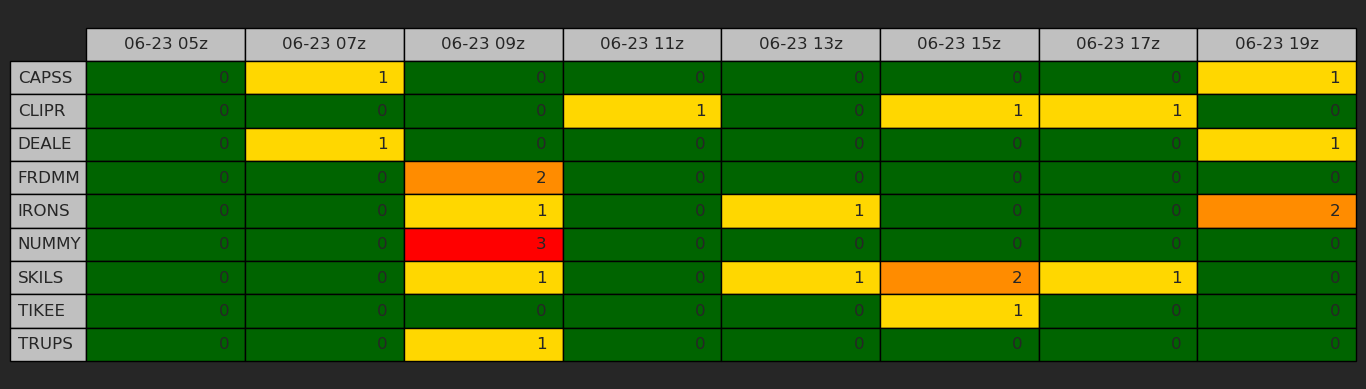 06-23 05z 06-23 07z 06-23 09z 06-23 11z 06-23 13z 06-23 15z 06-23 17z 06-23 19z
CAPSS 0 1 0 0 0 0 0 1
CLIPR 0 0 0 1 0 1 1 0
DEALE 0 1 0 0 0 0 0 1
FRDMM 0 0 2 0 0 0 0 0
IRONS 0 0 1 0 1 0 0 2
NUMMY 0 0 3 0 0 0 0 0
SKILS 0 0 1 0 1 2 1 0
TIKEE 0 0 0 0 0 1 0 0
TRUPS 0 0 1 0 0 0 0 0